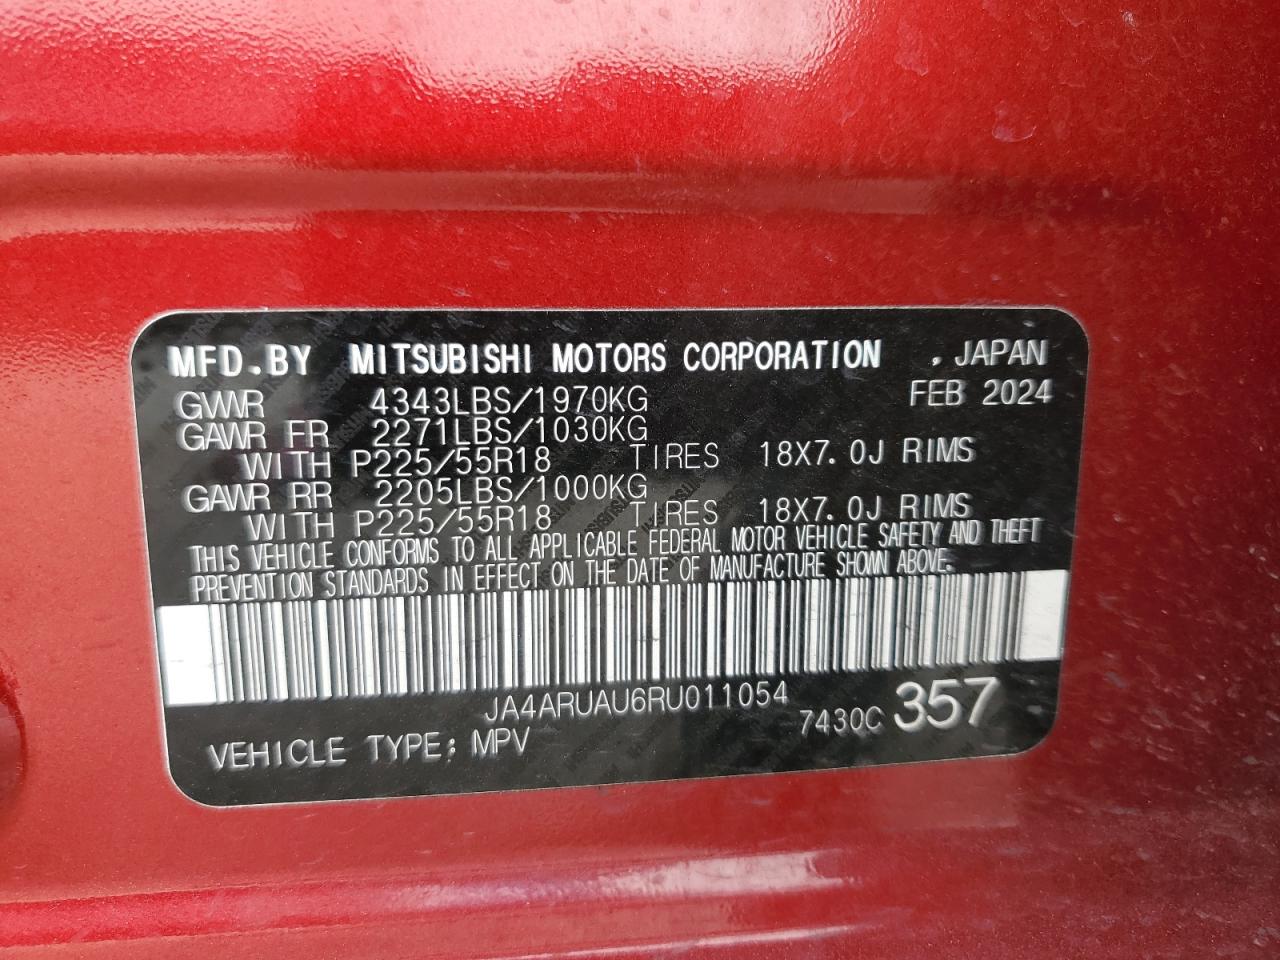 MFD.BY MITSUBISHI MOTORS CORPORATION , JAPAN
GVWR 4343LBS/1970KG FEB 2024
GAWR FR 2271LBS/1030KG
WITH P225/55R18 TIRES 18X7.0J RIMS
GAWR RR 2205LBS/1000KG
WITH P225/55R18 TIRES 18X7.0J RIMS
THIS VEHICLE CONFORMS TO ALL APPLICABLE FEDERAL MOTOR VEHICLE SAFETY AND THEFT
PREVENTION STANDARDS IN EFFECT ON THE DATE OF MANUFACTURE SHOWN ABOVE.
JA4ARUAU6RU011054
VEHICLE TYPE: MPV 7430C 357